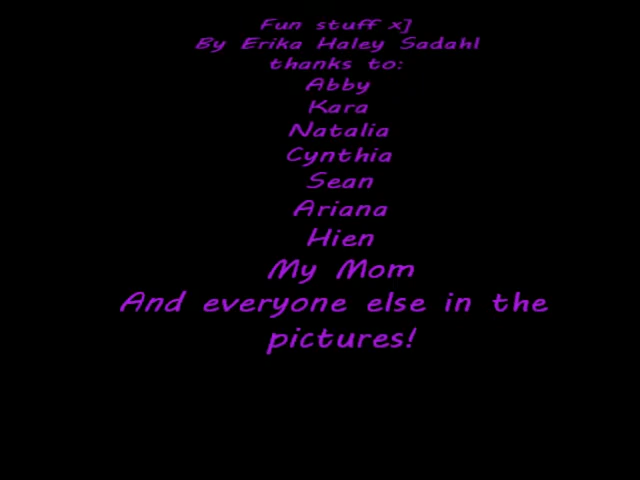 Fun stuff x]
By Erika Haley Sadahl
thanks to:
Abby
Kara
Natalia
Cynthia
Sean
Ariana
Hien
My Mom
And everyone else in the
pictures!